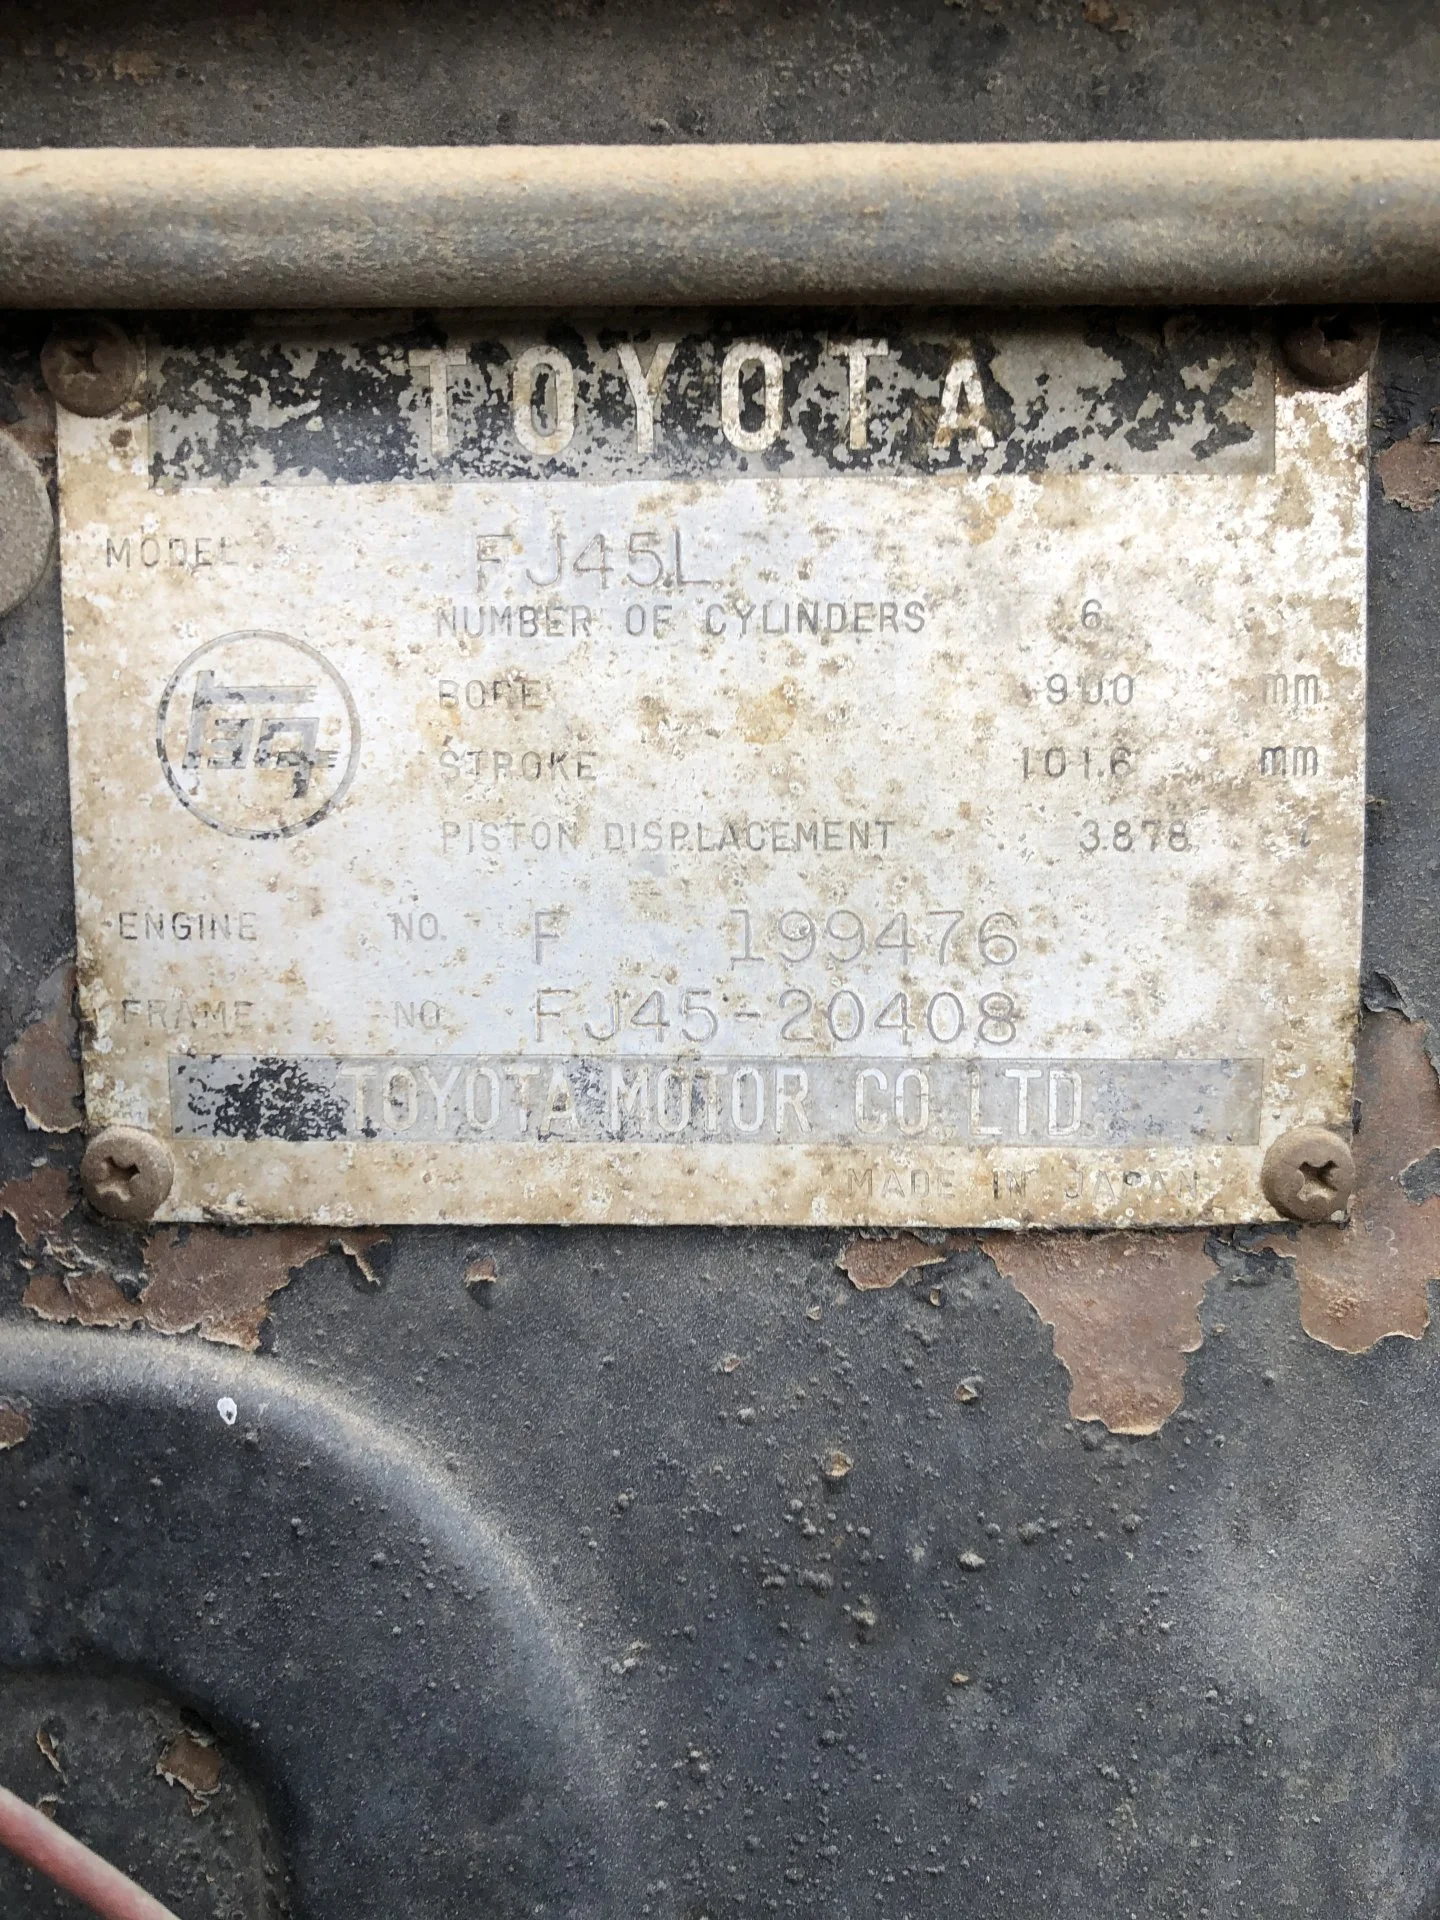 TOYOTA
MODEL FJ45L
NUMBER OF CYLINDERS 6
BORE 90.0 mm
STROKE 101.6 mm
PISTON DISPLACEMENT 3.878 l
ENGINE NO. F 199476
FRAME NO. FJ45-20408
TOYOTA MOTOR CO., LTD.
MADE IN JAPAN